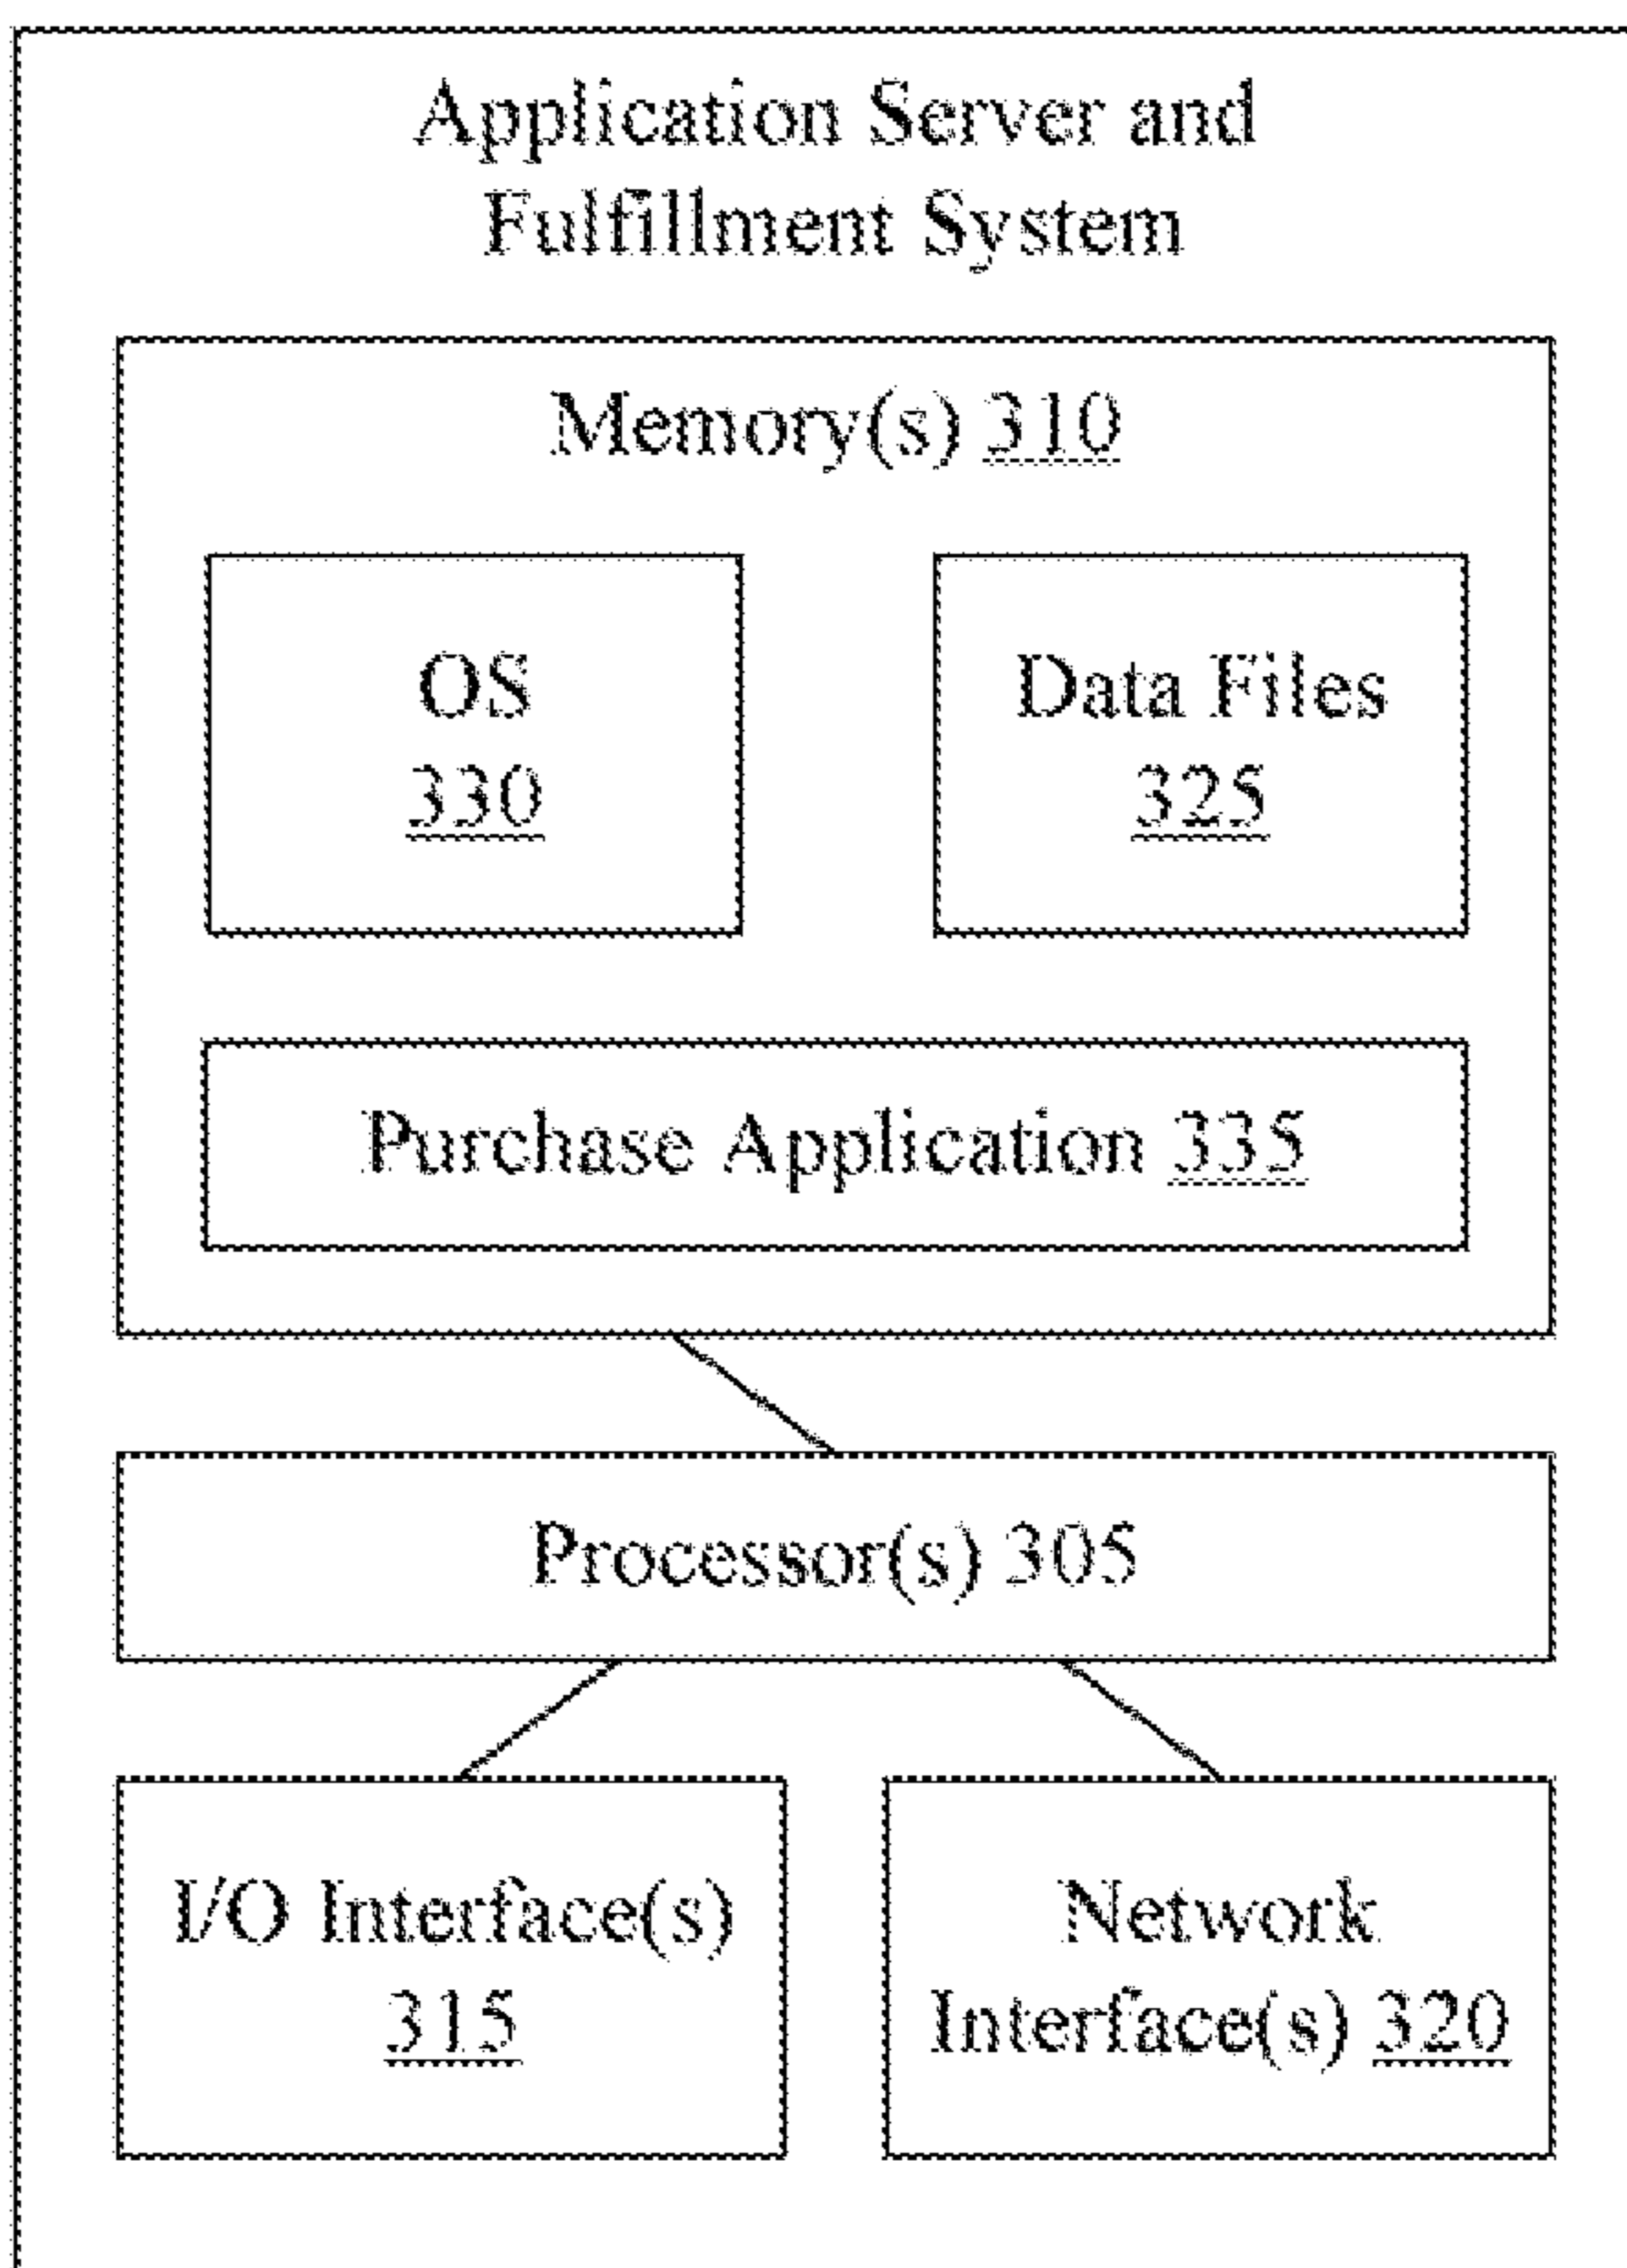 Application Server and
Fulfillment System
Memory(s) 310
OS
330
Data Files
325
Purchase Application 335
Processor(s) 305
I/O Interface(s)
315
Network
Interface(s) 320